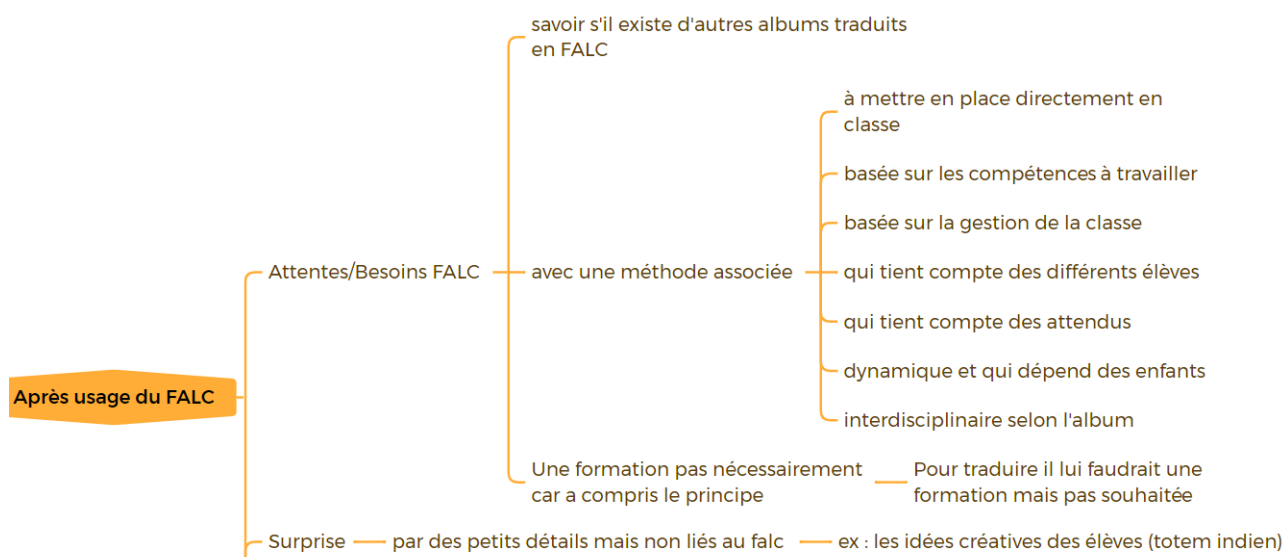 savoir s'il existe d'autres albums traduits
en FALC
à mettre en place directement en
classe
basée sur les compétences à travailler
basée sur la gestion de la classe
Attentes/Besoins FALC
avec une méthode associée
qui tient compte des différents élèves
qui tient compte des attendus
dynamique et qui dépend des enfants
Après usage du FALC
interdisciplinaire selon l'album
Une formation pas nécessairement
car a compris le principe
Pour traduire il lui faudrait une
formation mais pas souhaitée
Surprise
par des petits détails mais non liés au falc
ex : les idées créatives des élèves (totem indien)